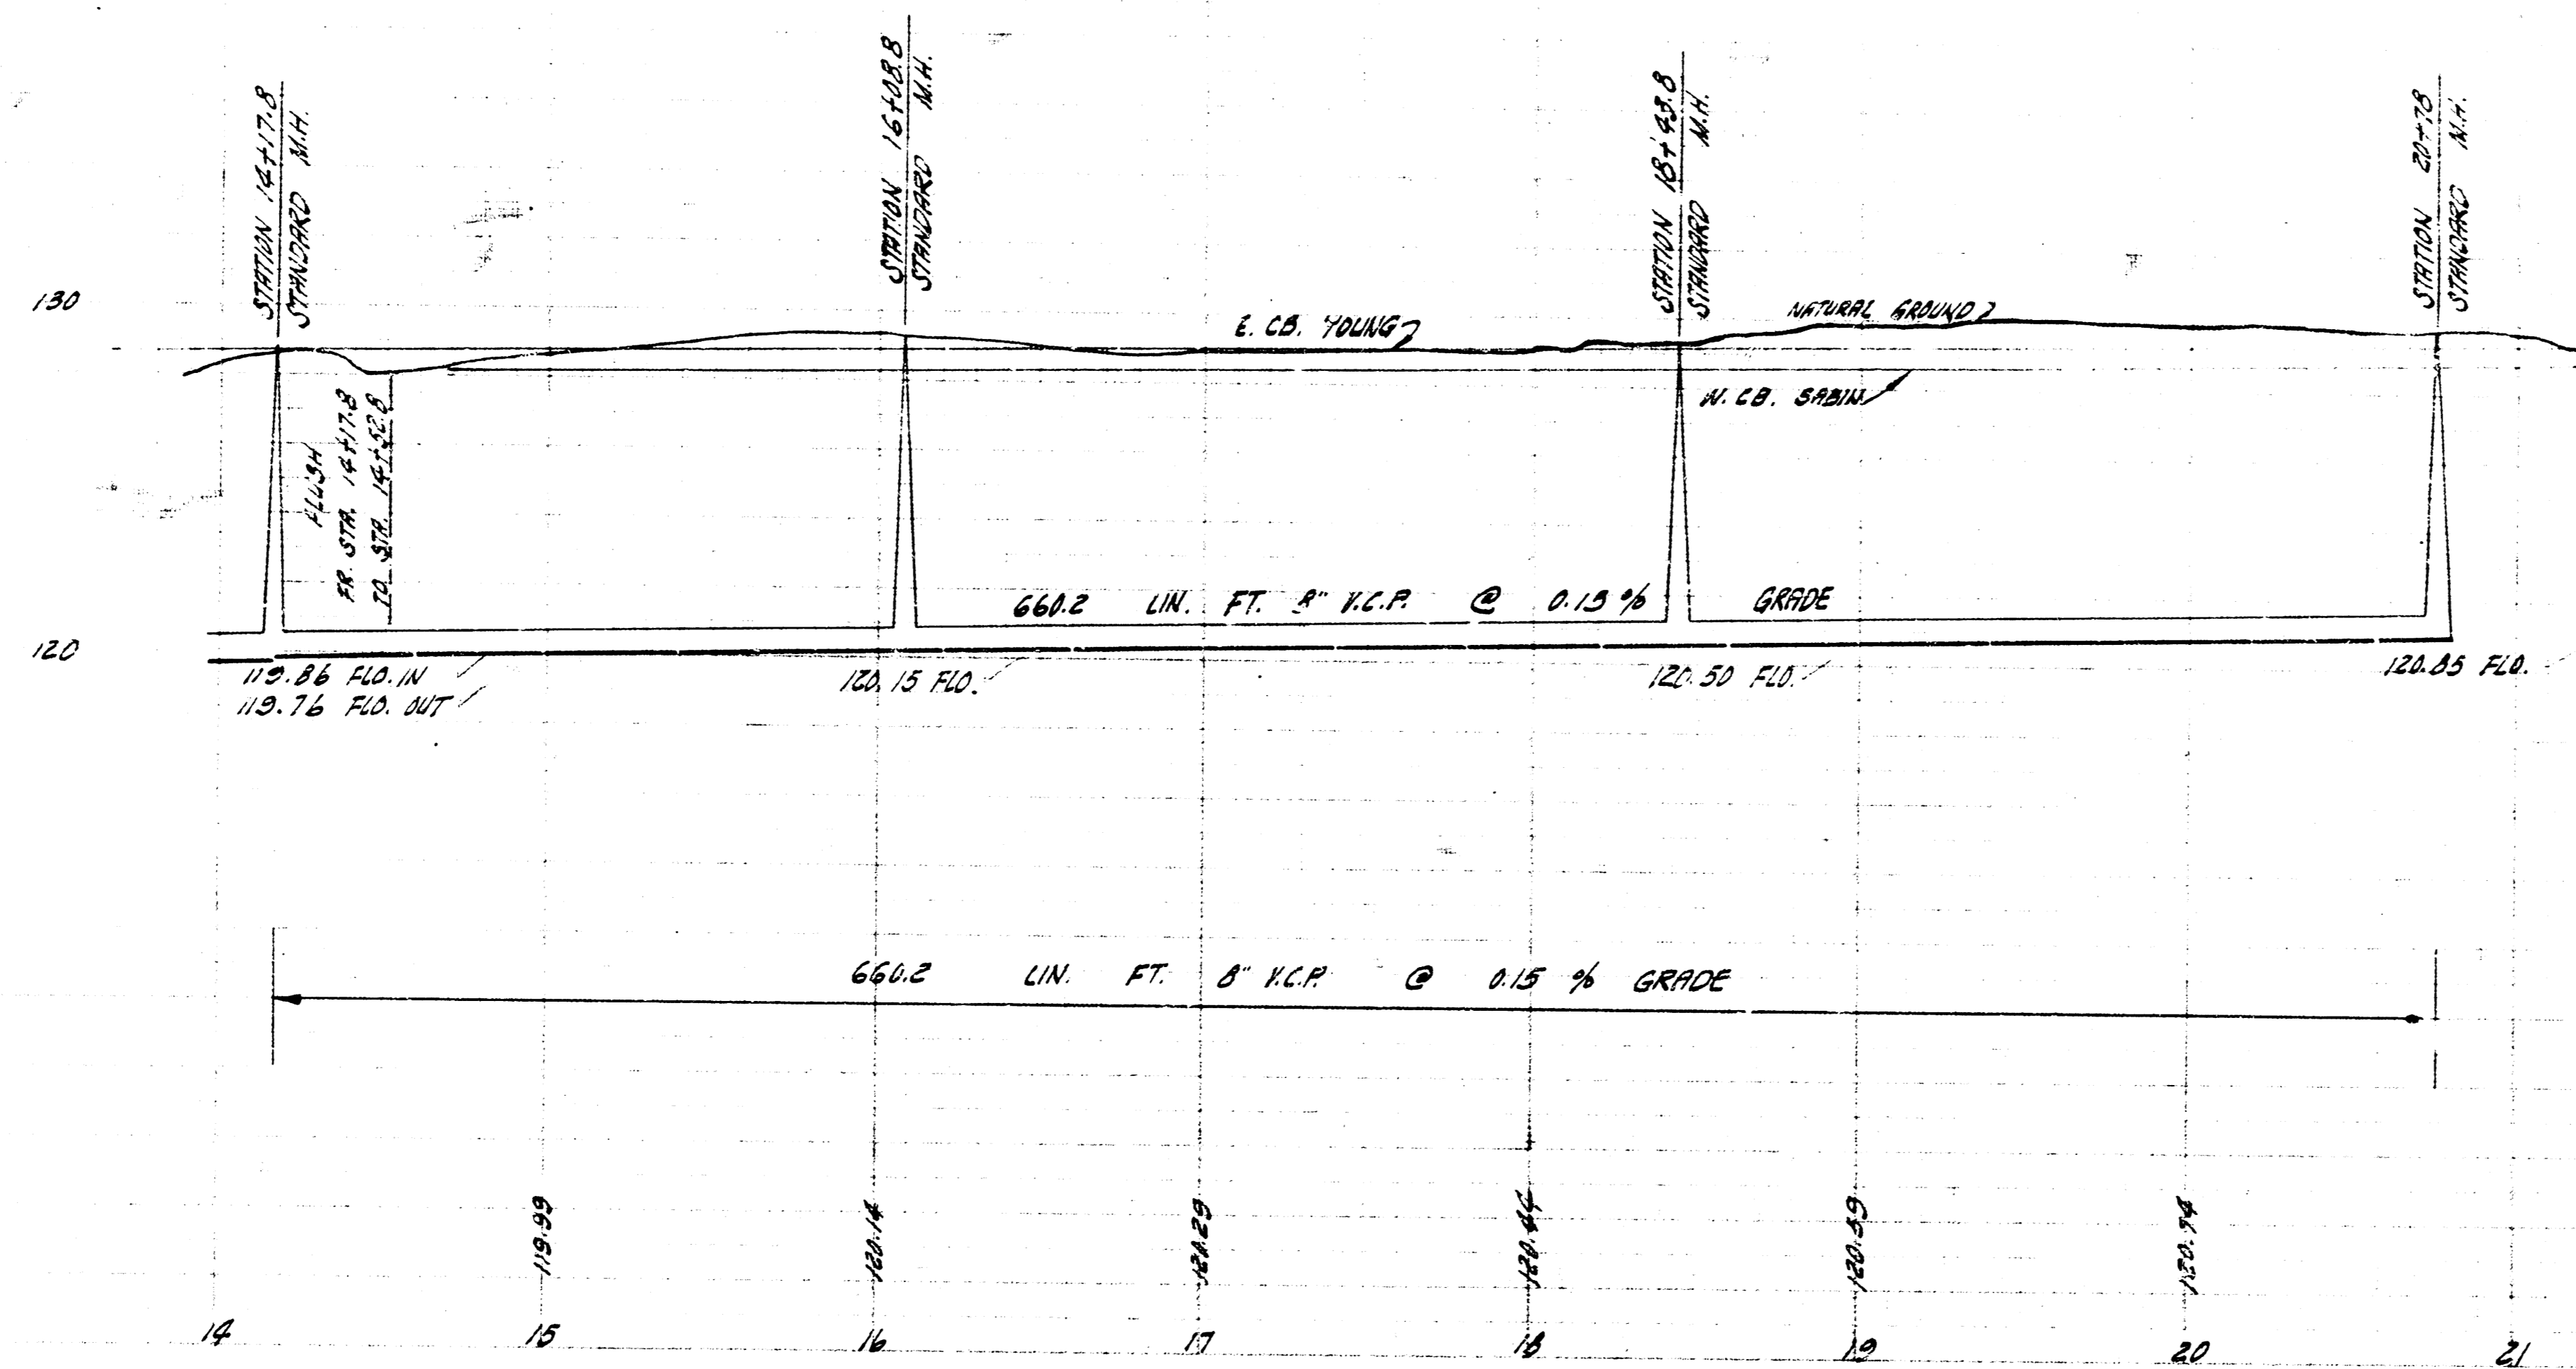 STATION 14+17.8
STANDARD M.H.
STATION 16+08.8
STANDARD M.H.
STATION 18+43.8
STANDARD M.H.
STATION 20+78
STANDARD M.H.
130
E. CB. YOUNG
NATURAL GROUND
N. CB. SABIN
FLUSH
FR. STA. 14+17.8
TO STA. 14+52.8
660.2 LIN. FT. 8" V.C.P. @ 0.15 % GRADE
120
119.86 FLO. IN
119.76 FLO. OUT
120.15 FLO.
120.50 FLO.
120.85 FLO.
660.2 LIN. FT. 8" V.C.P. @ 0.15 % GRADE
119.99
120.14
120.29
120.44
120.59
120.74
14 15 16 17 18 19 20 21